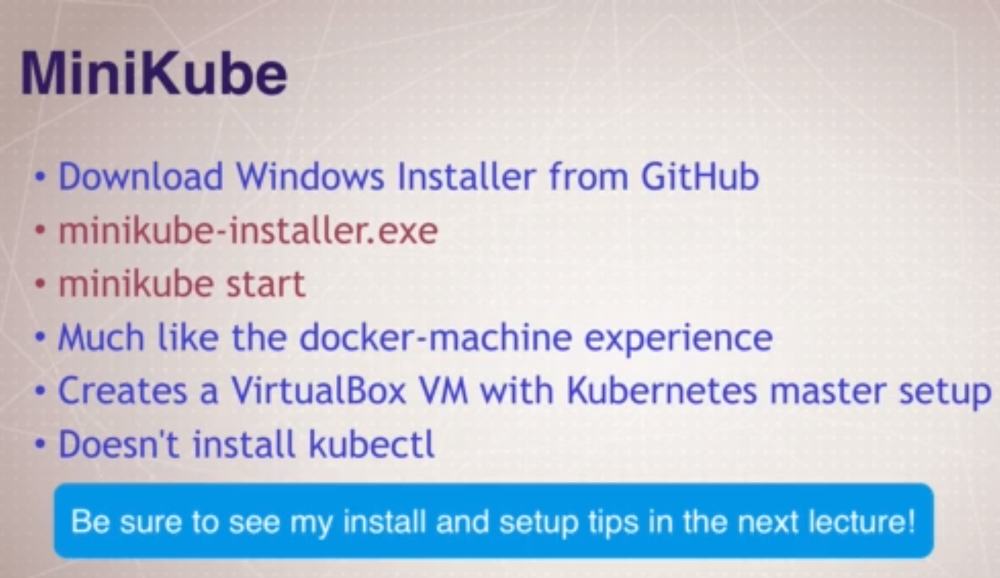 MiniKube
• Download Windows Installer from GitHub
• minikube-installer.exe
• minikube start
• Much like the docker-machine experience
• Creates a VirtualBox VM with Kubernetes master setup
• Doesn't install kubectl
Be sure to see my install and setup tips in the next lecture!